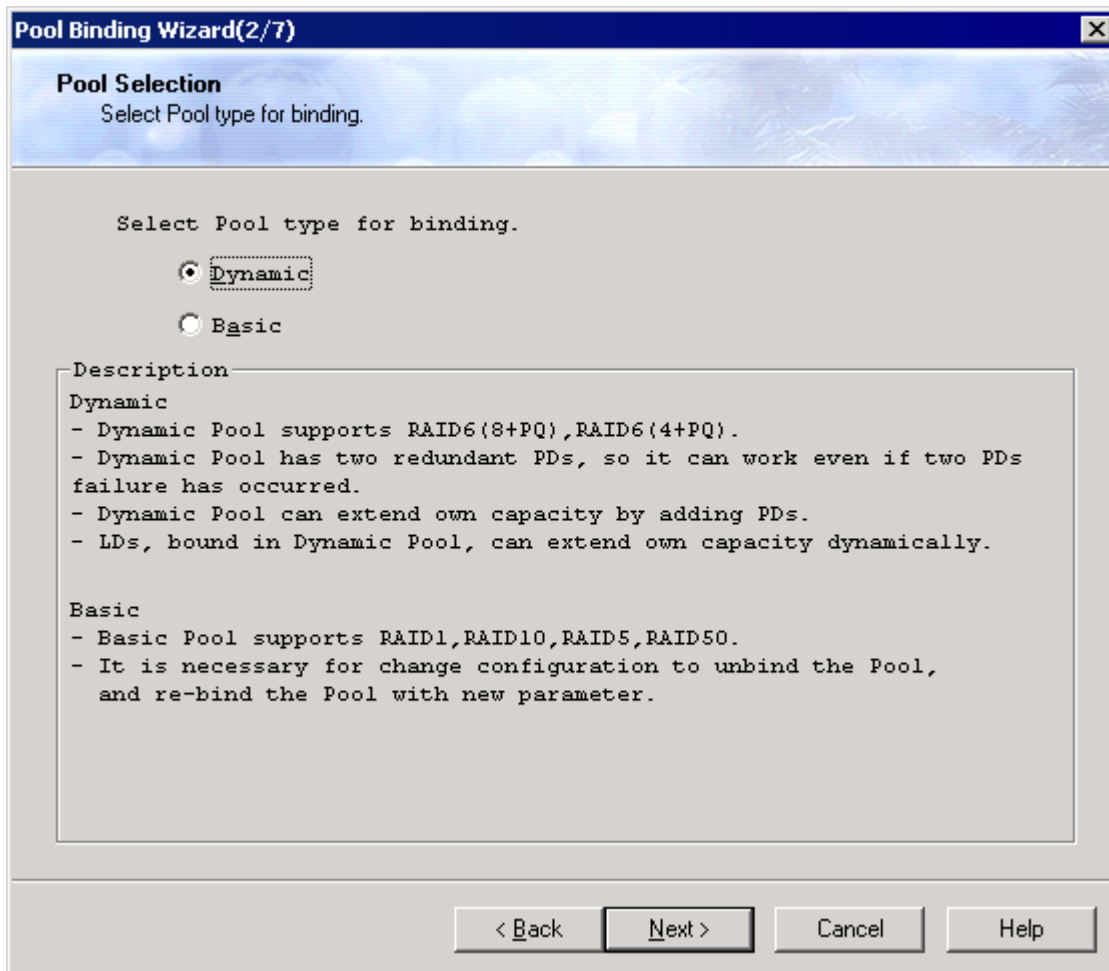 Pool Binding Wizard(2/7)
Pool Selection
Select Pool type for binding.
Select Pool type for binding.
Dynamic
Basic
Description
Dynamic
- Dynamic Pool supports RAID6(8+PQ),RAID6(4+PQ).
- Dynamic Pool has two redundant PDs, so it can work even if two PDs
failure has occurred.
- Dynamic Pool can extend own capacity by adding PDs.
- LDs, bound in Dynamic Pool, can extend own capacity dynamically.
Basic
- Basic Pool supports RAID1,RAID10,RAID5,RAID50.
- It is necessary for change configuration to unbind the Pool,
and re-bind the Pool with new parameter.
< Back Next > Cancel Help